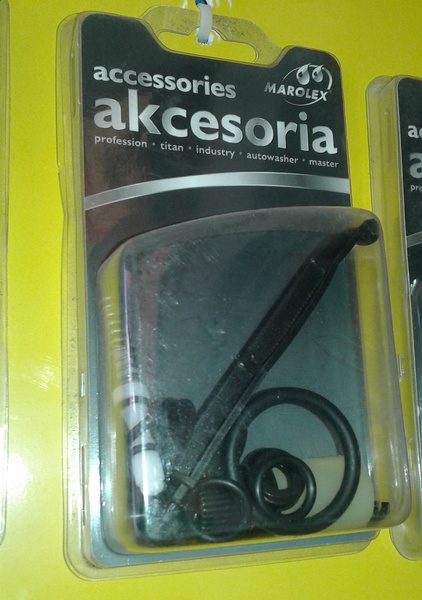 accessories
MAROLEX
akcesoria
profession • titan • industry • autowasher • master